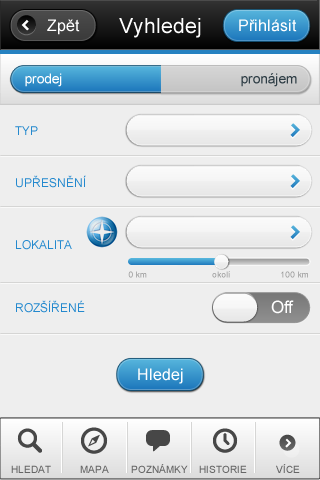 Zpět Vyhledej Přihlásit
prodej pronájem
TYP
UPŘESNĚNÍ
LOKALITA
0 km okolí 100 km
ROZŠÍŘENÉ Off
Hledej
HLEDAT MAPA POZNÁMKY HISTORIE VÍCE